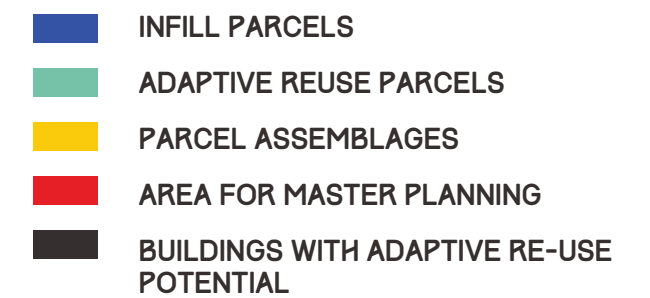 INFILL PARCELS
ADAPTIVE REUSE PARCELS
PARCEL ASSEMBLAGES
AREA FOR MASTER PLANNING
BUILDINGS WITH ADAPTIVE RE-USE
POTENTIAL